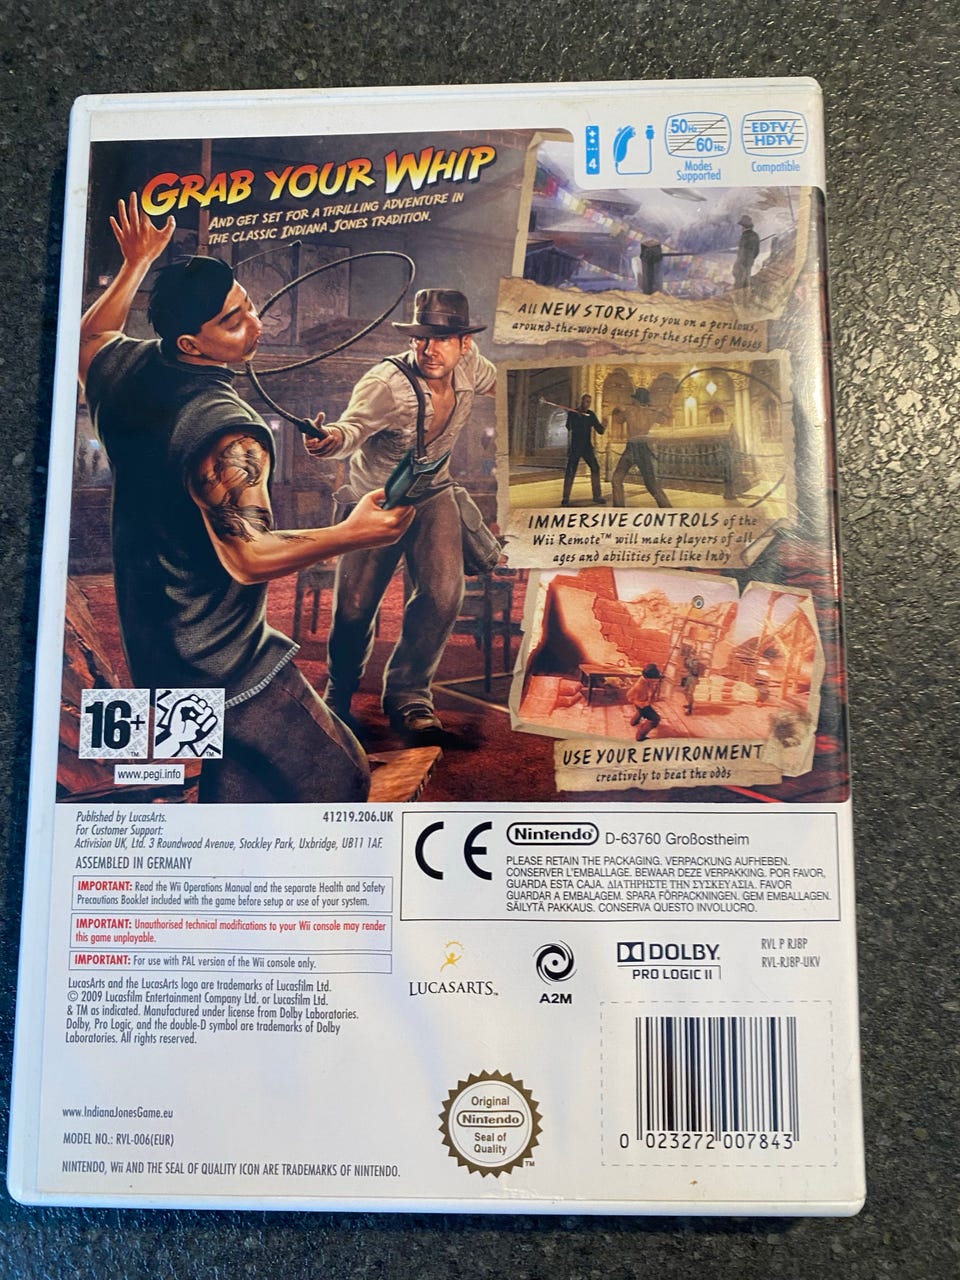 50Hz
60Hz
EDTV/
HDTV
4
Modes
Supported
Compatible
GRAB YOUR WHIP
AND GET SET FOR A THRILLING ADVENTURE IN
THE CLASSIC INDIANA JONES TRADITION.
All NEW STORY sets you on a perilous,
around-the-world quest for the staff of Moses
IMMERSIVE CONTROLS of the
Wii Remote™ will make players of all
ages and abilities feel like Indy
USE YOUR ENVIRONMENT
creatively to beat the odds
16+
™
™
www.pegi.info
Published by LucasArts.
41219.206.UK
For Customer Support:
Activision UK, Ltd. 3 Roundwood Avenue, Stockley Park, Uxbridge, UB11 1AF.
ASSEMBLED IN GERMANY
IMPORTANT: Read the Wii Operations Manual and the separate Health and Safety
Precautions Booklet included with the game before setup or use of your system.
IMPORTANT: Unauthorised technical modifications to your Wii console may render
this game unplayable.
IMPORTANT: For use with PAL version of the Wii console only.
LucasArts and the LucasArts logo are trademarks of Lucasfilm Ltd.
© 2009 Lucasfilm Entertainment Company Ltd. or Lucasfilm Ltd.
& TM as indicated. Manufactured under license from Dolby Laboratories.
Dolby, Pro Logic, and the double-D symbol are trademarks of Dolby
Laboratories. All rights reserved.
www.IndianaJonesGame.eu
MODEL NO.: RVL-006(EUR)
NINTENDO, Wii AND THE SEAL OF QUALITY ICON ARE TRADEMARKS OF NINTENDO.
CE
Nintendo® D-63760 Großostheim
PLEASE RETAIN THE PACKAGING. VERPACKUNG AUFHEBEN.
CONSERVER L'EMBALLAGE. BEWAAR DEZE VERPAKKING. POR FAVOR,
GUARDA ESTA CAJA. ΔΙΑΤΗΡΗΣΤΕ ΤΗΝ ΣΥΣΚΕΥΑΣΙΑ. FAVOR
GUARDAR A EMBALAGEM. SPARA FÖRPACKNINGEN. GEM EMBALLAGEN.
SÄILYTÄ PAKKAUS. CONSERVA QUESTO INVOLUCRO.
LUCASARTS™
A2M
DOLBY.
PRO LOGIC II
RVL P RJ8P
RVL-RJ8P-UKV
Original
Nintendo
Seal of
Quality
™
0 023272 007843